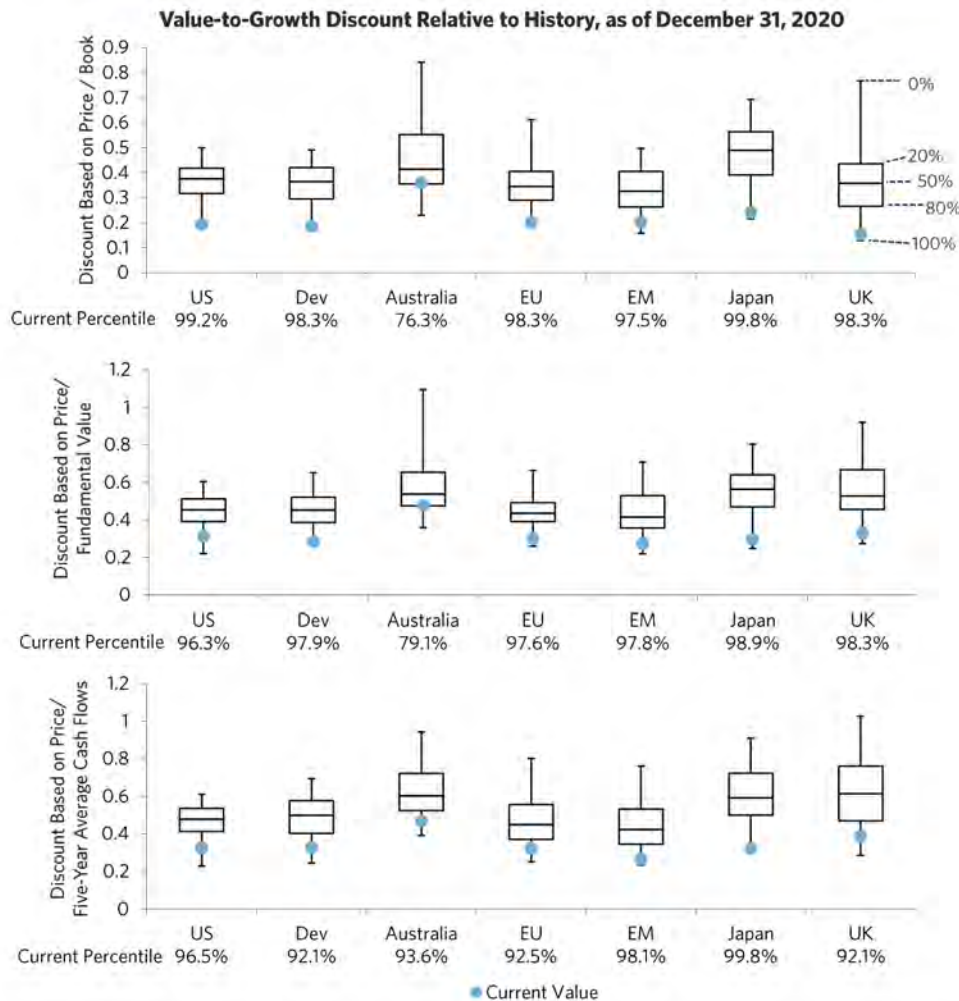 Value-to-Growth Discount Relative to History, as of December 31, 2020
Discount Based on Price / Book
0.9
0.8
0.7
0.6
0.5
0.4
0.3
0.2
0.1
0
0%
20%
50%
80%
100%
US Dev Australia EU EM Japan UK
Current Percentile 99.2% 98.3% 76.3% 98.3% 97.5% 99.8% 98.3%
Discount Based on Price/
Fundamental Value
1.2
1
0.8
0.6
0.4
0.2
0
US Dev Australia EU EM Japan UK
Current Percentile 96.3% 97.9% 79.1% 97.6% 97.8% 98.9% 98.3%
Discount Based on Price/
Five-Year Average Cash Flows
1.2
1
0.8
0.6
0.4
0.2
0
US Dev Australia EU EM Japan UK
Current Percentile 96.5% 92.1% 93.6% 92.5% 98.1% 99.8% 92.1%
Current Value